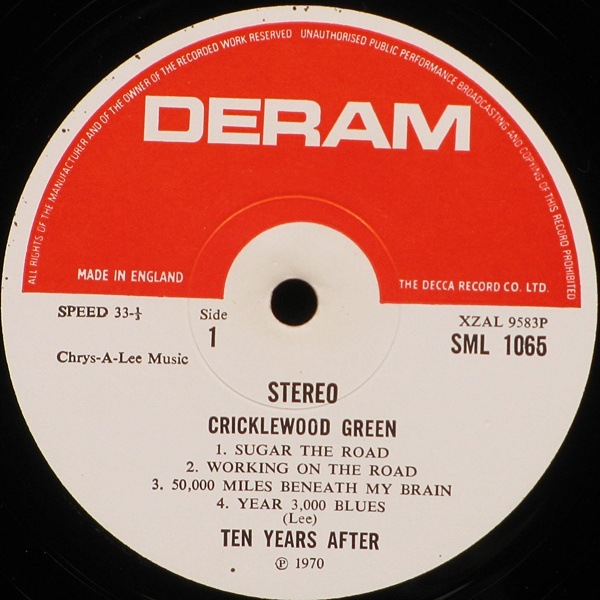 ALL RIGHTS OF THE MANUFACTURER AND OF THE OWNER OF THE RECORDED WORK RESERVED UNAUTHORISED PUBLIC PERFORMANCE BROADCASTING AND COPYING OF THIS RECORD PROHIBITED
DERAM
MADE IN ENGLAND
THE DECCA RECORD CO. LTD.
SPEED 33-⅓
Side
1
XZAL 9583P
SML 1065
Chrys-A-Lee Music
STEREO
CRICKLEWOOD GREEN
1. SUGAR THE ROAD
2. WORKING ON THE ROAD
3. 50,000 MILES BENEATH MY BRAIN
4. YEAR 3,000 BLUES
(Lee)
TEN YEARS AFTER
℗ 1970